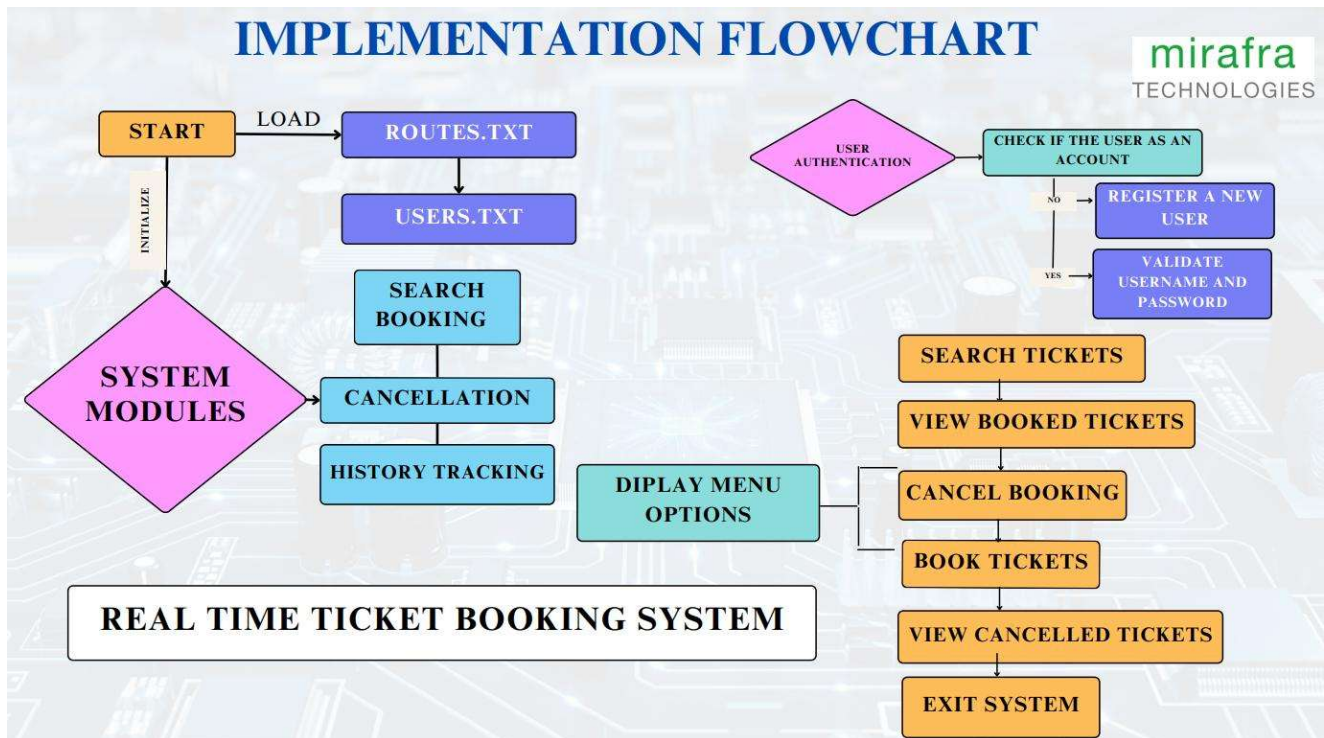 IMPLEMENTATION FLOWCHART
mirafra
TECHNOLOGIES
START
LOAD
ROUTES.TXT
USERS.TXT
INITIALIZE
SYSTEM
MODULES
SEARCH
BOOKING
CANCELLATION
HISTORY TRACKING
USER
AUTHENTICATION
CHECK IF THE USER AS AN
ACCOUNT
NO
REGISTER A NEW
USER
YES
VALIDATE
USERNAME AND
PASSWORD
DIPLAY MENU
OPTIONS
SEARCH TICKETS
VIEW BOOKED TICKETS
CANCEL BOOKING
BOOK TICKETS
VIEW CANCELLED TICKETS
EXIT SYSTEM
REAL TIME TICKET BOOKING SYSTEM